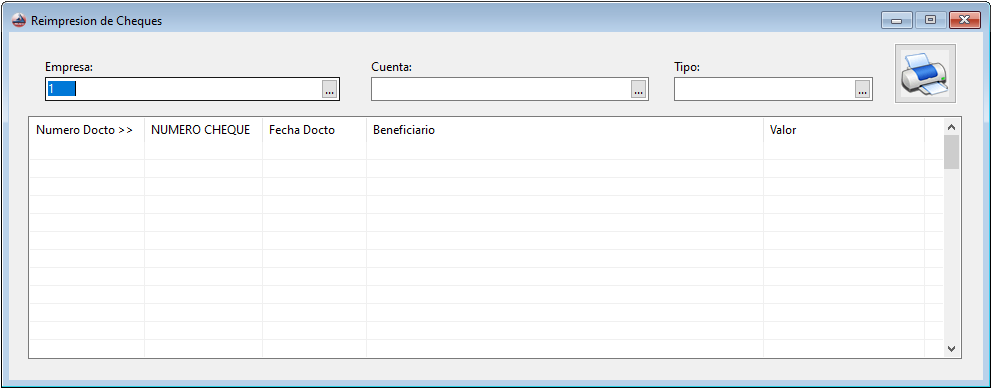 Reimpresion de Cheques
Empresa: Cuenta: Tipo:
1 ... ... ...
Numero Docto >> NUMERO CHEQUE Fecha Docto Beneficiario Valor